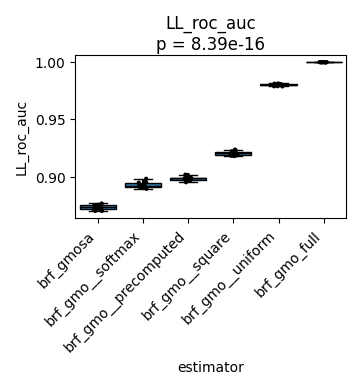 LL_roc_auc
p = 8.39e-16
1.00
0.95
0.90
LL_roc_auc
brf_gmosa
brf_gmo__softmax
brf_gmo__precomputed
brf_gmo__square
brf_gmo__uniform
brf_gmo_full
estimator